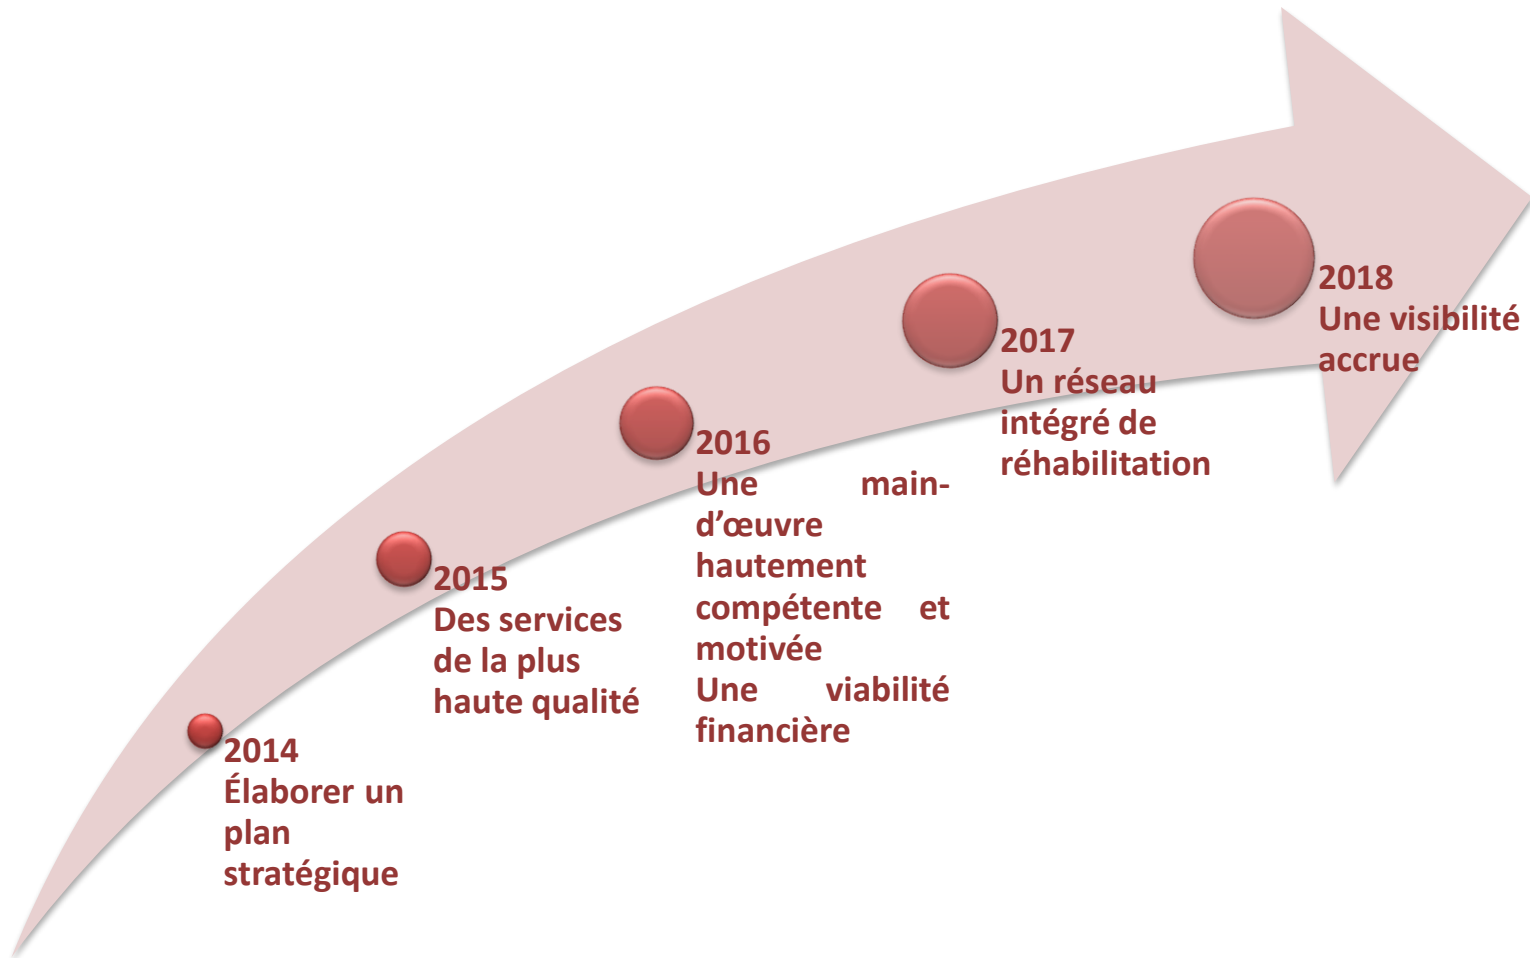 2014
Élaborer un
plan
stratégique
2015
Des services
de la plus
haute qualité
2016
Une main-
d’œuvre
hautement
compétente et
motivée
Une viabilité
financière
2017
Un réseau
intégré de
réhabilitation
2018
Une visibilité
accrue